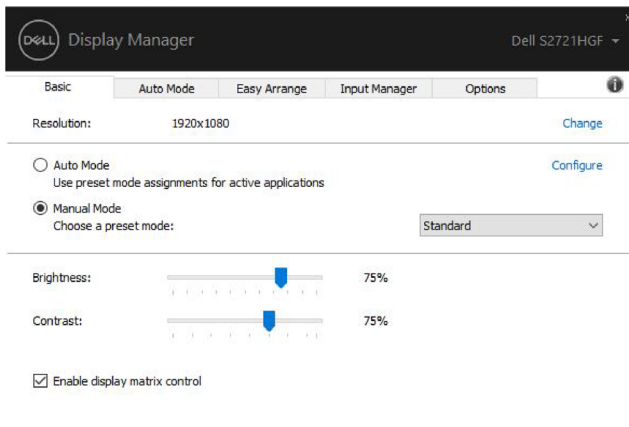 DELL Display Manager
Dell S2721HGF
Basic Auto Mode Easy Arrange Input Manager Options
Resolution: 1920x1080 Change
Auto Mode Configure
Use preset mode assignments for active applications
Manual Mode
Choose a preset mode: Standard
Brightness: 75%
Contrast: 75%
Enable display matrix control